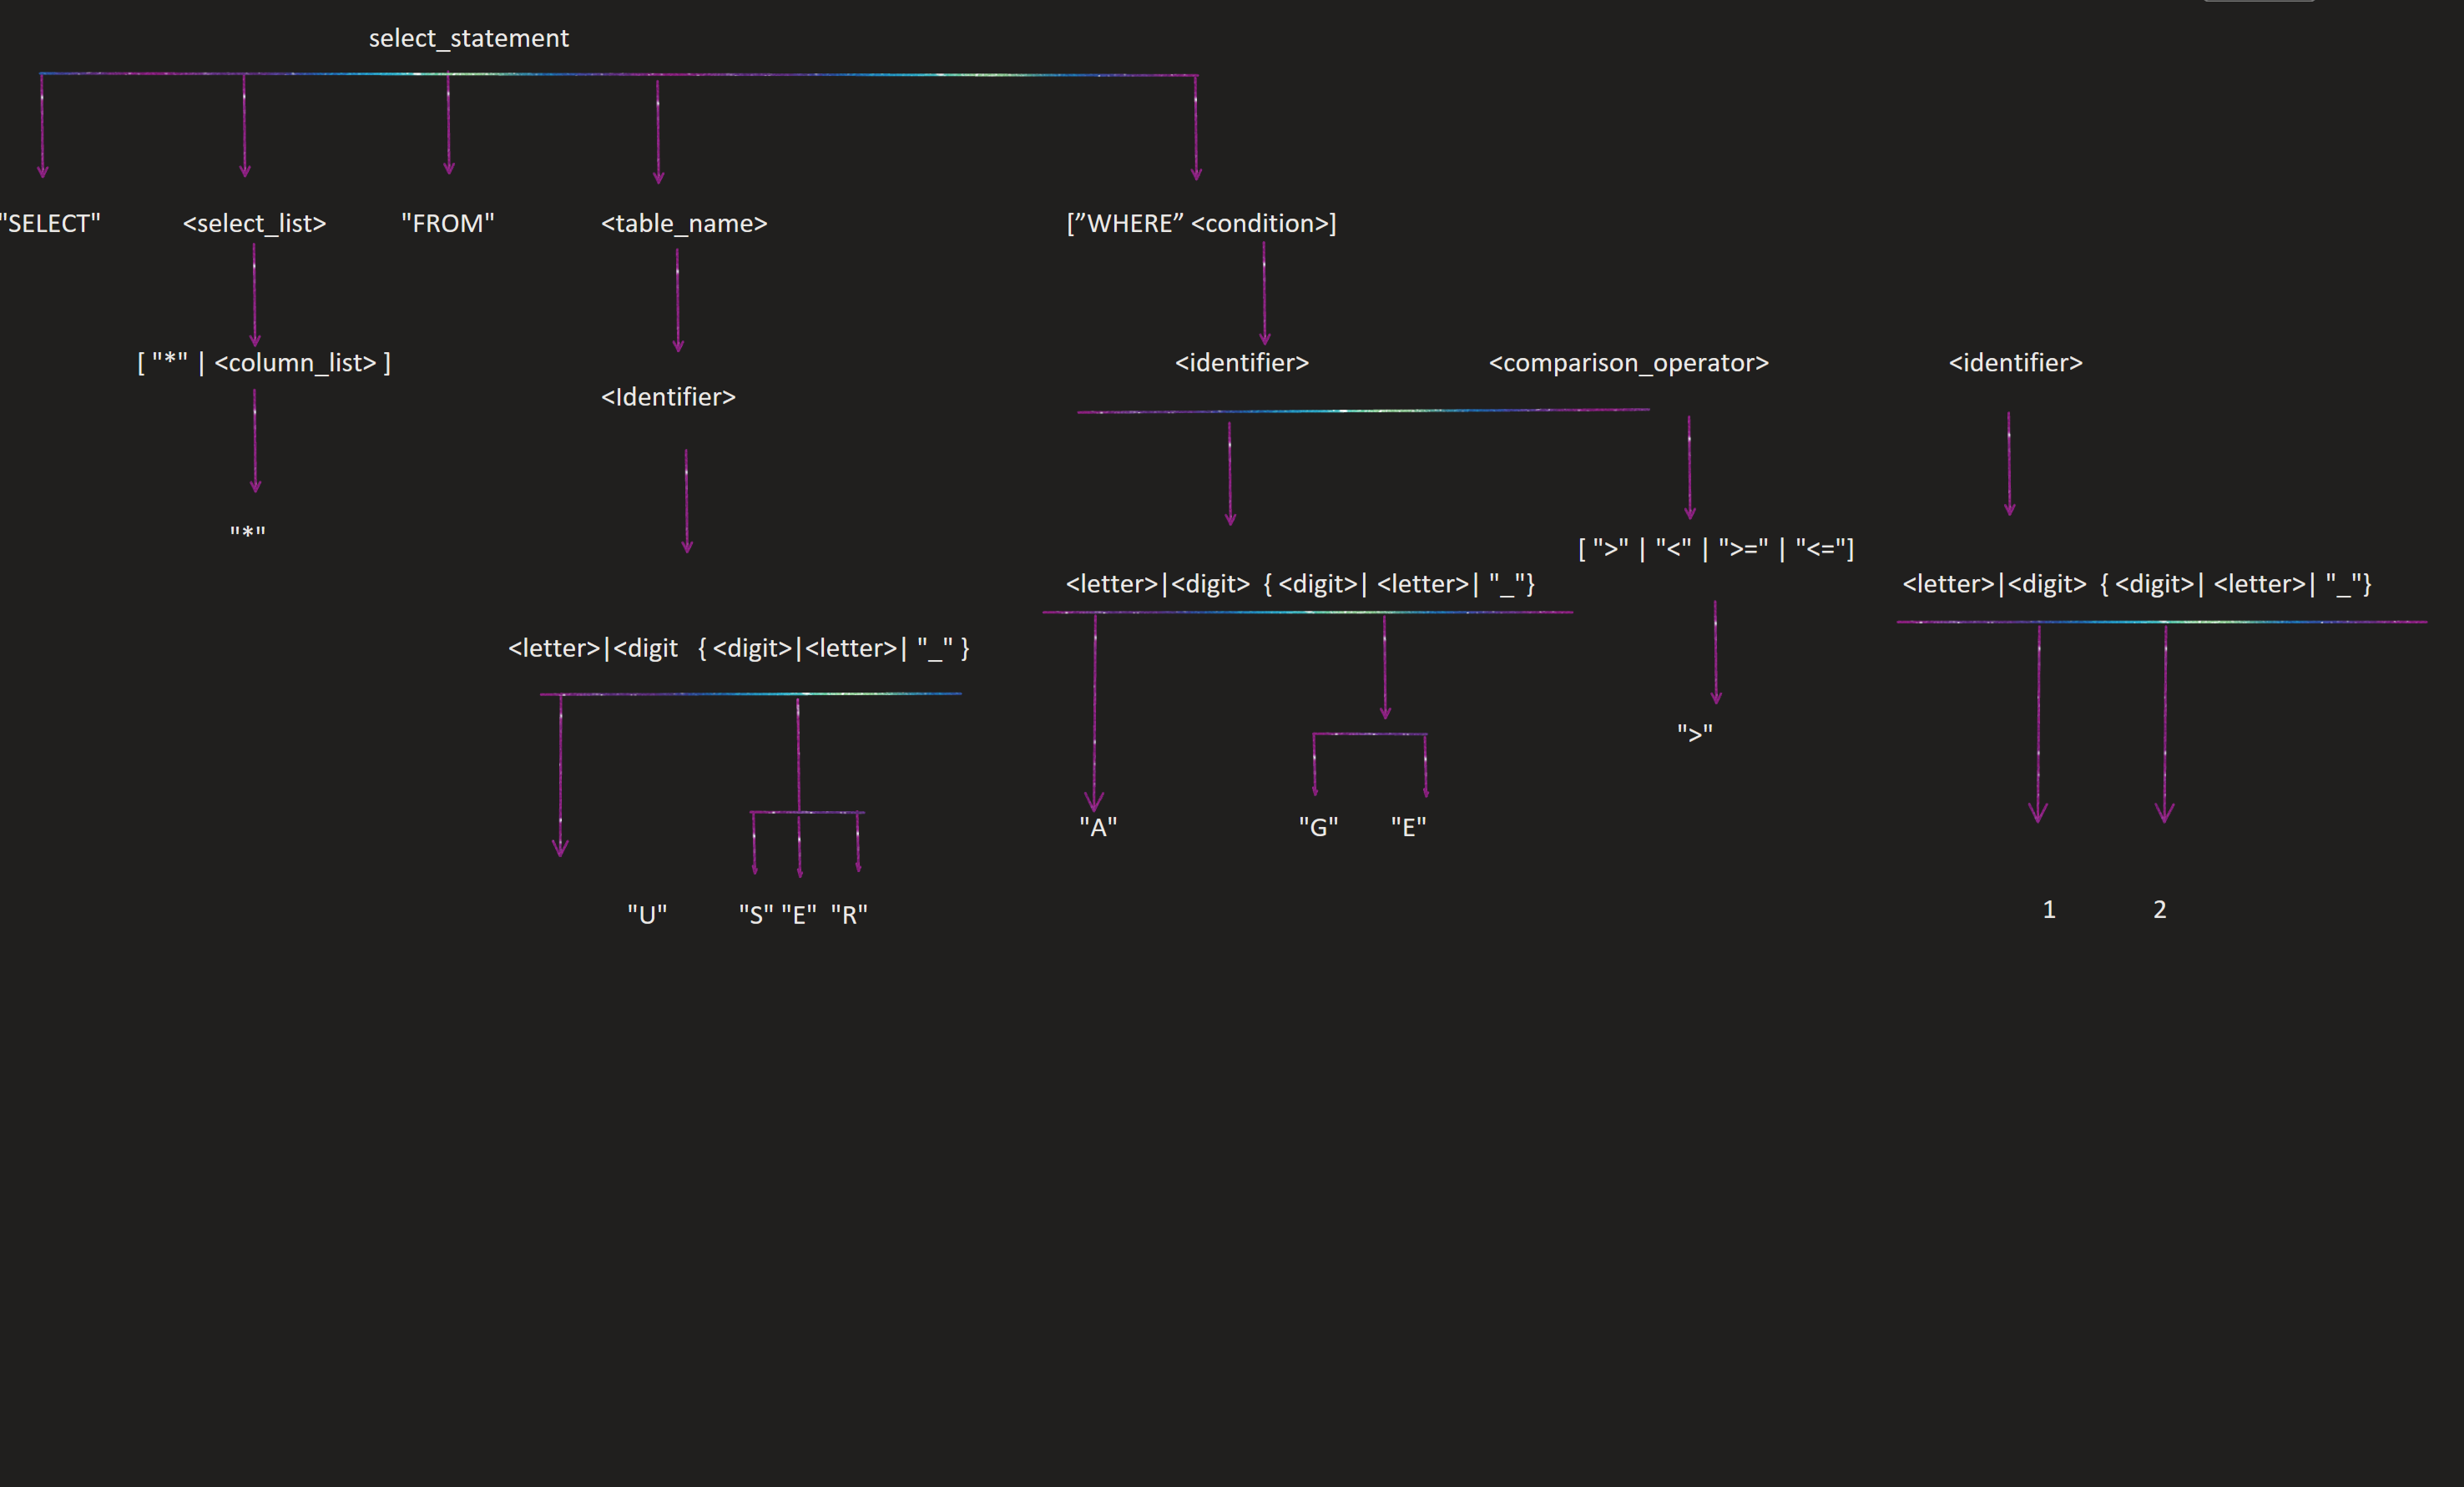 select_statement
"SELECT" <select_list> "FROM" <table_name> [”WHERE” <condition>]
[ "*" | <column_list> ] <identifier> <comparison_operator> <identifier>
<Identifier>
"*"
[ ">" | "<" | ">=" | "<="]
<letter>|<digit> { <digit>| <letter>| "_"} <letter>|<digit> { <digit>| <letter>| "_"}
<letter>|<digit { <digit>|<letter>| "_" }
">"
"A" "G" "E"
"U" "S" "E" "R" 1 2